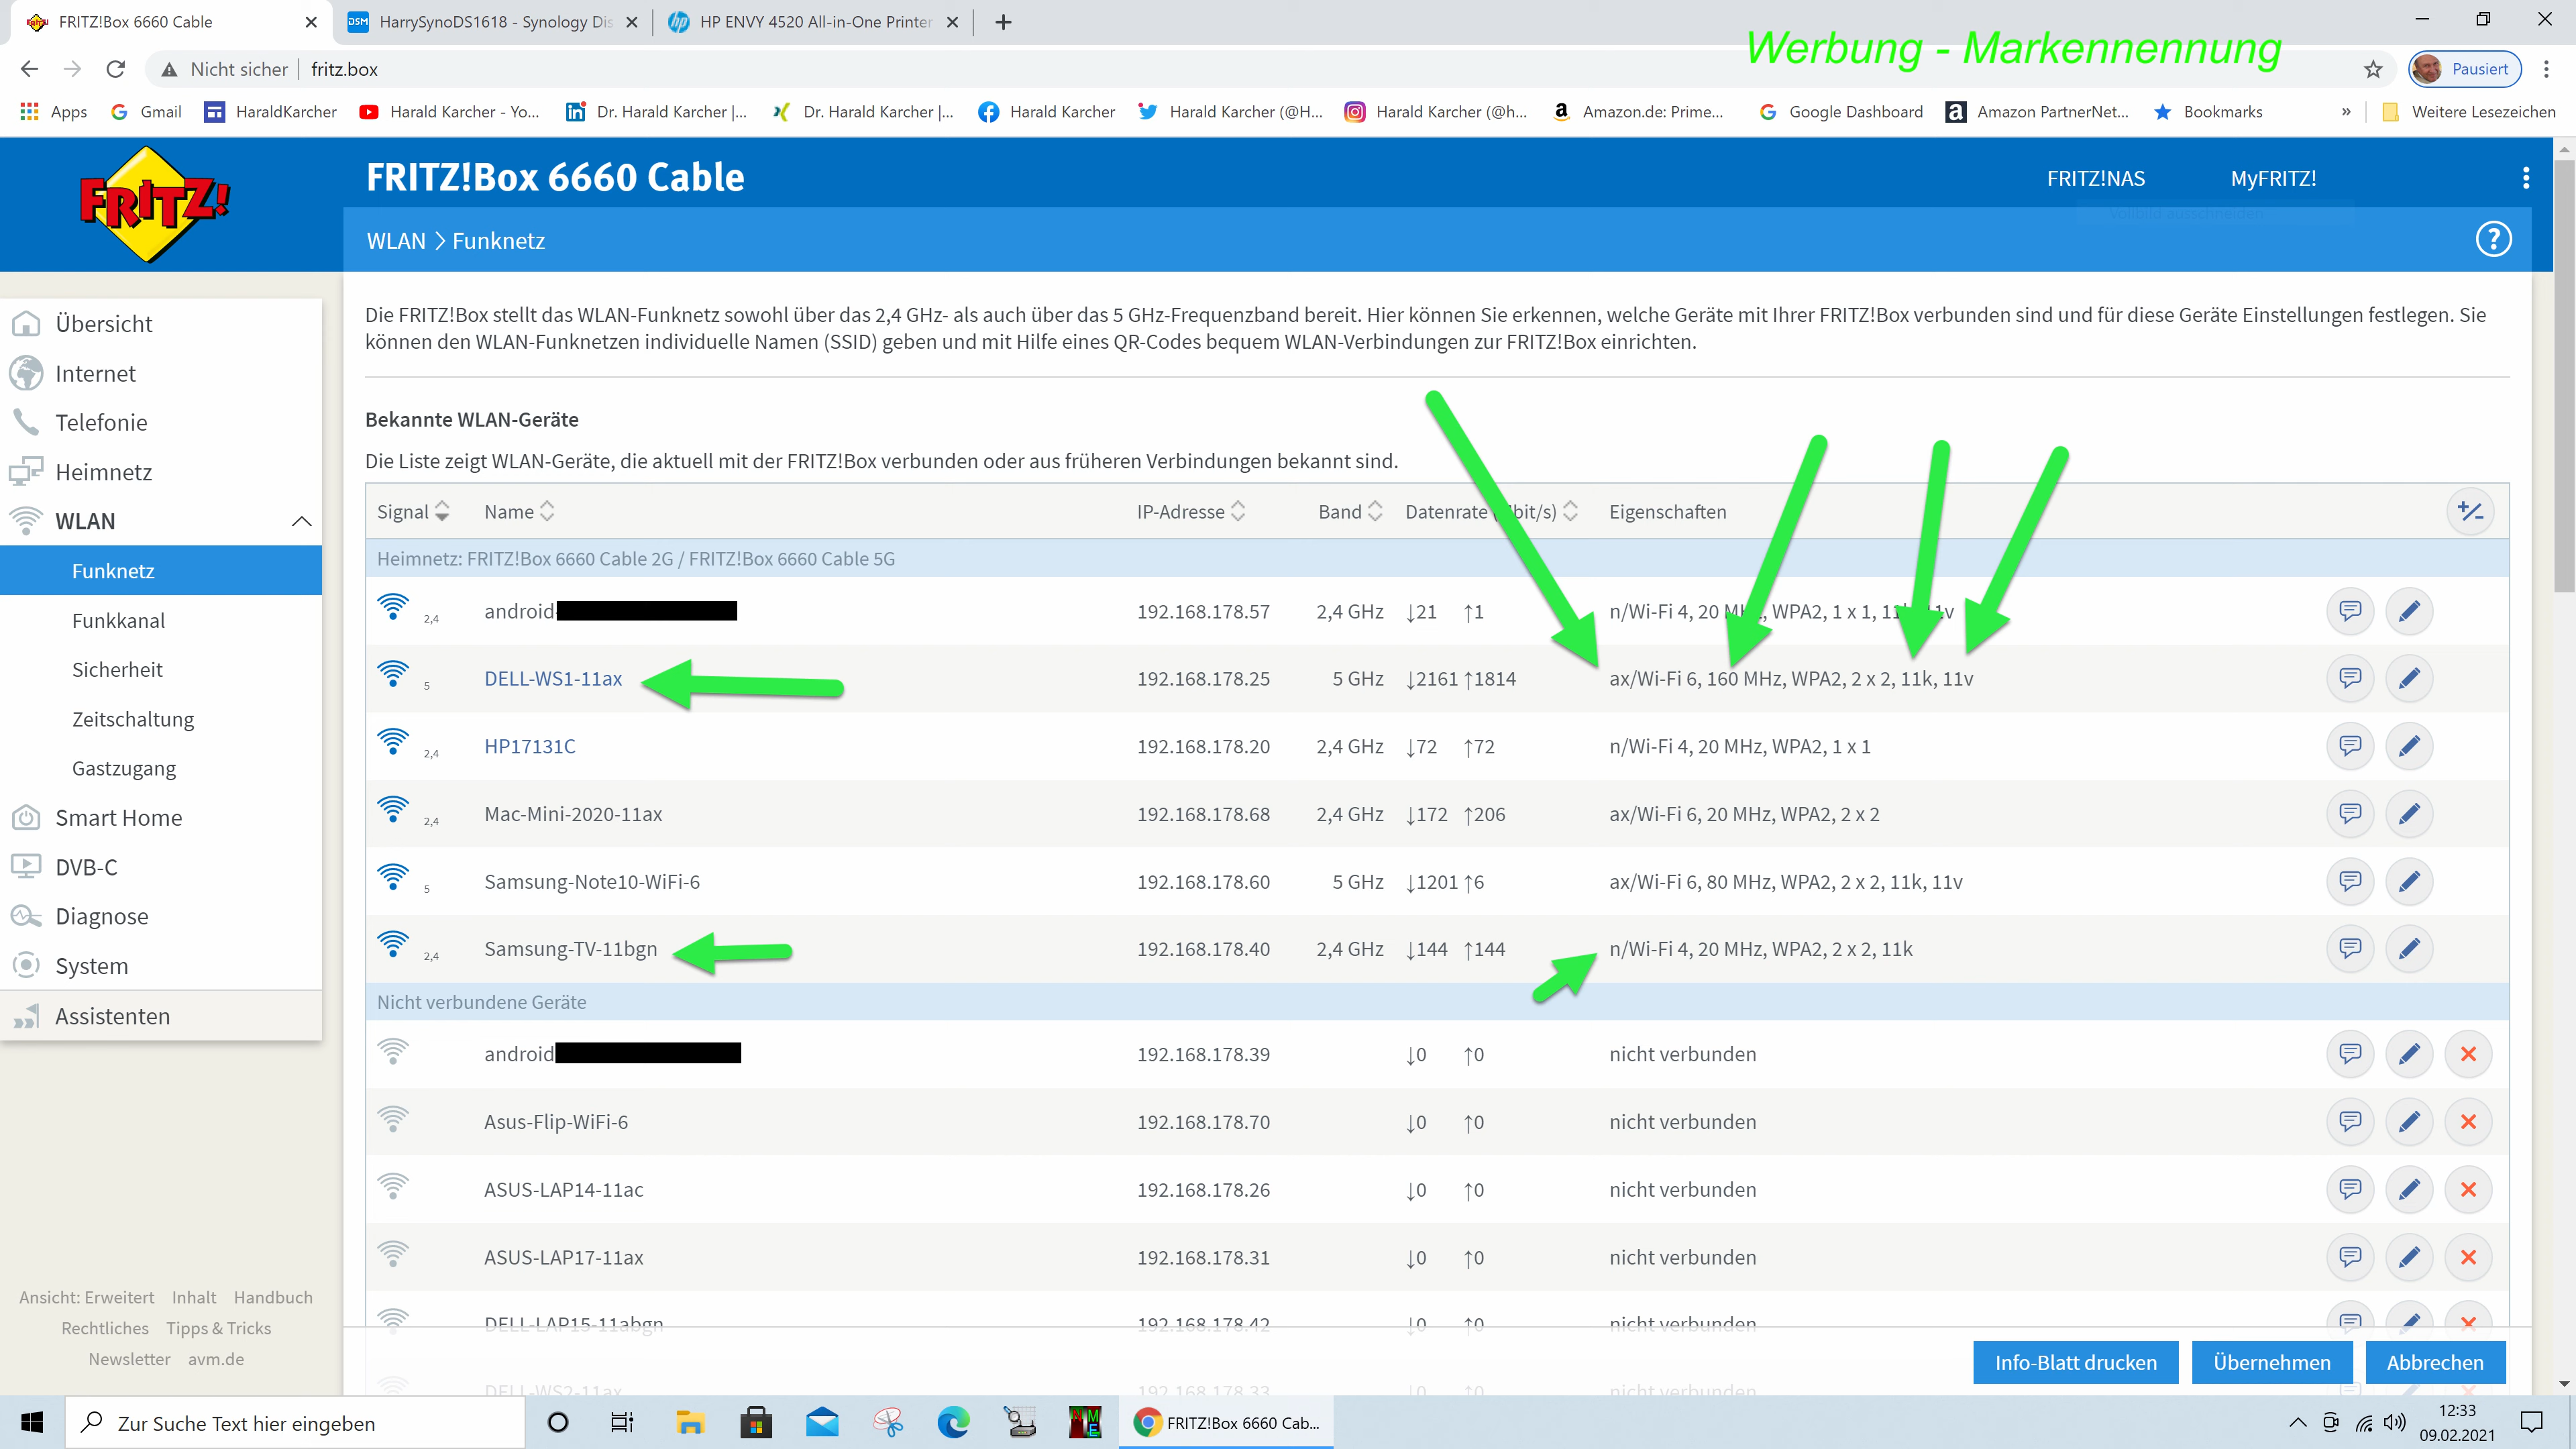 FRITZ!Box 6660 Cable
HarrySynoDS1618 - Synology Dis
HP ENVY 4520 All-in-One Printer
Werbung - Markennennung
Nicht sicher
fritz.box
Pausiert
Apps
Gmail
HaraldKarcher
Harald Karcher - Yo...
Dr. Harald Karcher |...
Dr. Harald Karcher |...
Harald Karcher
Harald Karcher (@H...
Harald Karcher (@h...
Amazon.de: Prime...
Google Dashboard
Amazon PartnerNet...
Bookmarks
»
Weitere Lesezeichen
FRITZ!
FRITZ!Box 6660 Cable
FRITZ!NAS
MyFRITZ!
WLAN > Funknetz
Übersicht
Internet
Telefonie
Heimnetz
WLAN
Funknetz
Funkkanal
Sicherheit
Zeitschaltung
Gastzugang
Smart Home
DVB-C
Diagnose
System
Assistenten
Ansicht: Erweitert Inhalt Handbuch
Rechtliches Tipps & Tricks
Newsletter avm.de
Die FRITZ!Box stellt das WLAN-Funknetz sowohl über das 2,4 GHz- als auch über das 5 GHz-Frequenzband bereit. Hier können Sie erkennen, welche Geräte mit Ihrer FRITZ!Box verbunden sind und für diese Geräte Einstellungen festlegen. Sie
können den WLAN-Funknetzen individuelle Namen (SSID) geben und mit Hilfe eines QR-Codes bequem WLAN-Verbindungen zur FRITZ!Box einrichten.
Bekannte WLAN-Geräte
Die Liste zeigt WLAN-Geräte, die aktuell mit der FRITZ!Box verbunden oder aus früheren Verbindungen bekannt sind.
Signal Name IP-Adresse Band Datenrate Eigenschaften
Heimnetz: FRITZ!Box 6660 Cable 2G / FRITZ!Box 6660 Cable 5G
2,4 android- 192.168.178.57 2,4 GHz ↓21 ↑1 n/Wi-Fi 4, 20 WPA2, 1 x 1, 11v
5 DELL-WS1-11ax 192.168.178.25 5 GHz ↓2161 ↑1814 ax/Wi-Fi 6, 160 MHz, WPA2, 2 x 2, 11k, 11v
2,4 HP17131C 192.168.178.20 2,4 GHz ↓72 ↑72 n/Wi-Fi 4, 20 MHz, WPA2, 1 x 1
2,4 Mac-Mini-2020-11ax 192.168.178.68 2,4 GHz ↓172 ↑206 ax/Wi-Fi 6, 20 MHz, WPA2, 2 x 2
5 Samsung-Note10-WiFi-6 192.168.178.60 5 GHz ↓1201 ↑6 ax/Wi-Fi 6, 80 MHz, WPA2, 2 x 2, 11k, 11v
2,4 Samsung-TV-11bgn 192.168.178.40 2,4 GHz ↓144 ↑144 n/Wi-Fi 4, 20 MHz, WPA2, 2 x 2, 11k
Nicht verbundene Geräte
android 192.168.178.39 ↓0 ↑0 nicht verbunden
Asus-Flip-WiFi-6 192.168.178.70 ↓0 ↑0 nicht verbunden
ASUS-LAP14-11ac 192.168.178.26 ↓0 ↑0 nicht verbunden
ASUS-LAP17-11ax 192.168.178.31 ↓0 ↑0 nicht verbunden
DELL-LAP15-11abgn 192.168.178.42 ↓0 ↑0 nicht verbunden
DELL-WS2-11ax 192.168.178.33 ↓0 ↑0 nicht verbunden
Info-Blatt drucken
Übernehmen
Abbrechen
Zur Suche Text hier eingeben
FRITZ!Box 6660 Cab...
12:33
09.02.2021